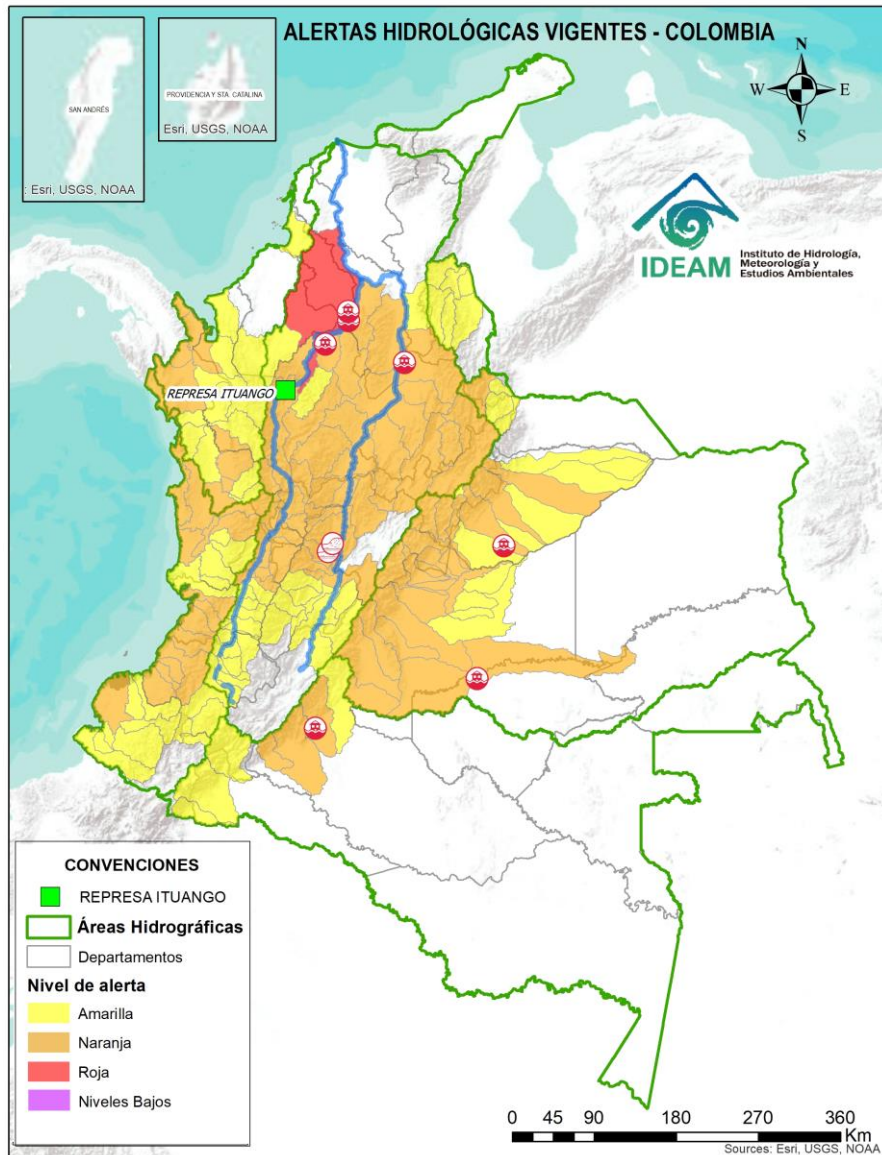 ALERTAS HIDROLÓGICAS VIGENTES - COLOMBIA
SAN ANDRÉS
: Esri, USGS, NOAA
PROVIDENCIA Y STA. CATALINA
Esri, USGS, NOAA
N
W
E
S
IDEAM
Instituto de Hidrología,
Meteorología y
Estudios Ambientales
REPRESA ITUANGO
CONVENCIONES
REPRESA ITUANGO
Áreas Hidrográficas
Departamentos
Nivel de alerta
Amarilla
Naranja
Roja
Niveles Bajos
0 45 90 180 270 360
Km
Sources: Esri, USGS, NOAA